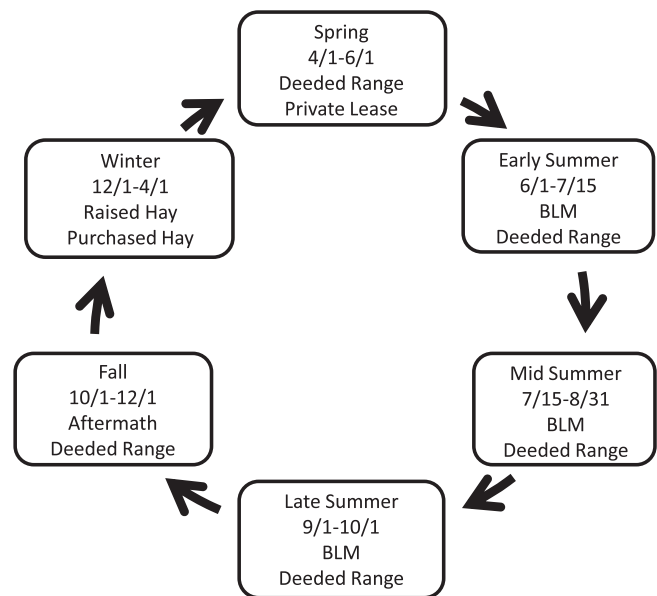 Spring
4/1-6/1
Deeded Range
Private Lease
Early Summer
6/1-7/15
BLM
Deeded Range
Mid Summer
7/15-8/31
BLM
Deeded Range
Late Summer
9/1-10/1
BLM
Deeded Range
Fall
10/1-12/1
Aftermath
Deeded Range
Winter
12/1-4/1
Raised Hay
Purchased Hay